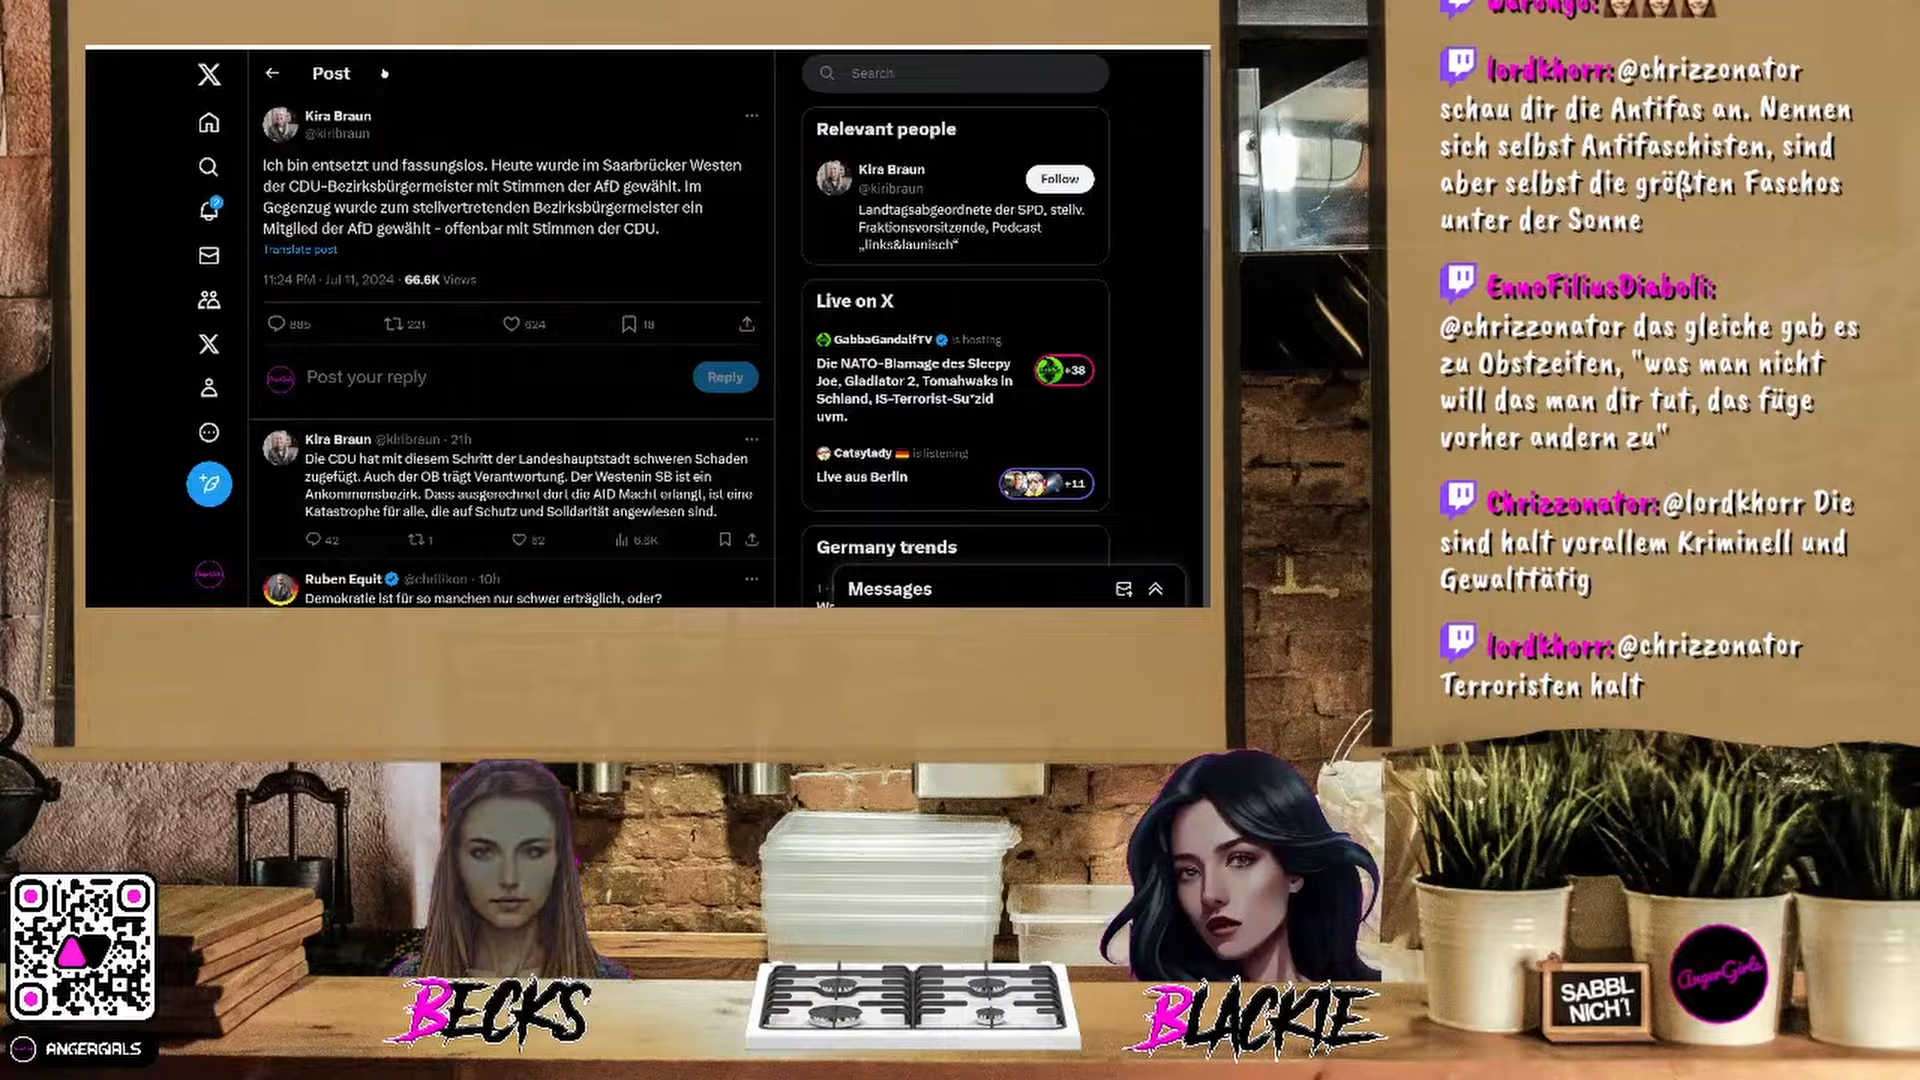 Post
Kira Braun
@kiribraun
Ich bin entsetzt und fassungslos. Heute wurde im Saarbrücker Westen
der CDU-Bezirksbürgermeister mit Stimmen der AfD gewählt. Im
Gegenzug wurde zum stellvertretenden Bezirksbürgermeister ein
Mitglied der AfD gewählt - offenbar mit Stimmen der CDU.
Translate post
11:24 PM · Jul 11, 2024 · 66.6K Views
885
221
624
18
Post your reply
Reply
Kira Braun @kiribraun · 21h
Die CDU hat mit diesem Schritt der Landeshauptstadt schweren Schaden
zugefügt. Auch der OB trägt Verantwortung. Der Westenin SB ist ein
Ankommensbezirk. Dass ausgerechnet dort die AfD Macht erlangt, ist eine
Katastrophe für alle, die auf Schutz und Solidarität angewiesen sind.
42
1
62
6.6K
Ruben Equit @chrilikon · 10h
Demokratie ist für so manchen nur schwer erträglich, oder?
Search
Relevant people
Kira Braun
@kiribraun
Follow
Landtagsabgeordnete der SPD, stellv.
Fraktionsvorsitzende, Podcast
„links&launisch“
Live on X
GabbaGandalfTV is hosting
Die NATO-Blamage des Sleepy
Joe, Gladiator 2, Tomahawks in
Schland, IS-Terrorist-Su*zid
uvm.
+38
Catsylady is listening
Live aus Berlin
+11
Germany trends
Messages
lordkhorr: @chrizzonator
schau dir die Antifas an. Nennen
sich selbst Antifaschisten, sind
aber selbst die größten Faschos
unter der Sonne
EnnoFiliusDiaboli:
@chrizzonator das gleiche gab es
zu Obstzeiten, "was man nicht
will das man dir tut, das füge
vorher andern zu"
Chrizzonator: @lordkhorr Die
sind halt vorallem Kriminell und
Gewalttätig
lordkhorr: @chrizzonator
Terroristen halt
BECKS
BLACKIE
SABBL
NICH'!
AngerGirls
ANGERGIRLS